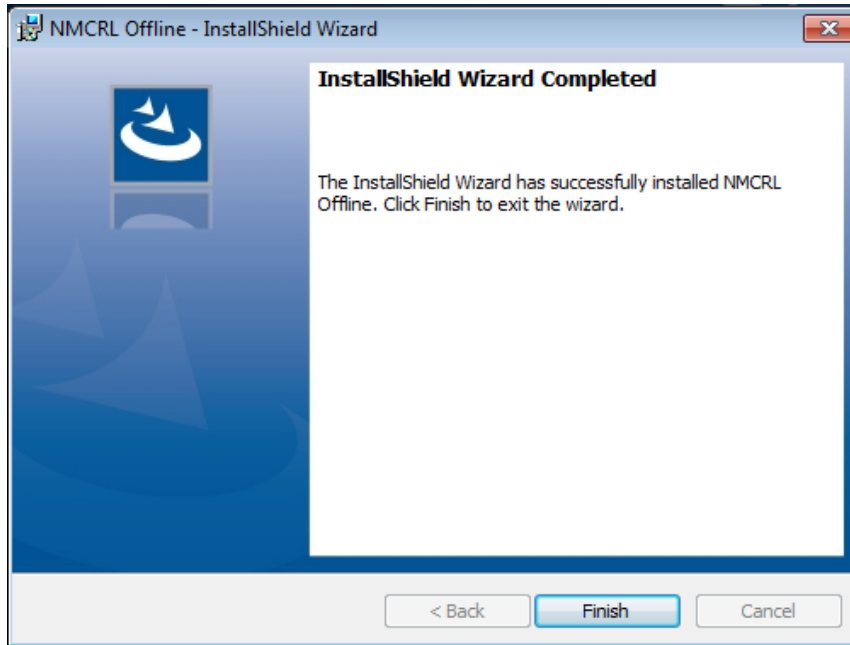 NMCRL Offline - InstallShield Wizard
InstallShield Wizard Completed
The InstallShield Wizard has successfully installed NMCRL
Offline. Click Finish to exit the wizard.
< Back
Finish
Cancel